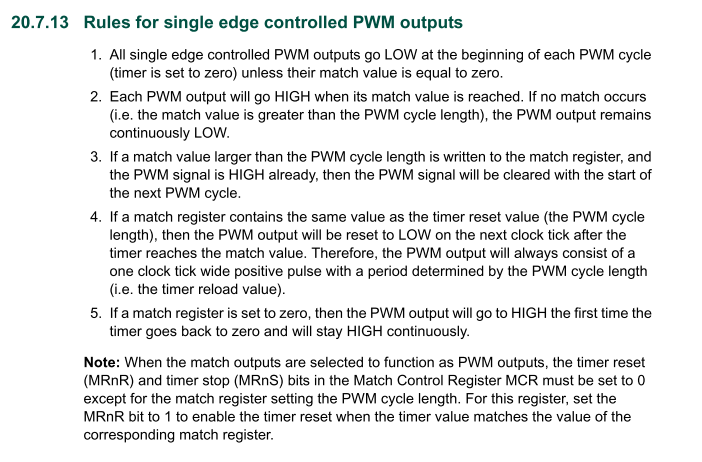 20.7.13 Rules for single edge controlled PWM outputs
1. All single edge controlled PWM outputs go LOW at the beginning of each PWM cycle
(timer is set to zero) unless their match value is equal to zero.
2. Each PWM output will go HIGH when its match value is reached. If no match occurs
(i.e. the match value is greater than the PWM cycle length), the PWM output remains
continuously LOW.
3. If a match value larger than the PWM cycle length is written to the match register, and
the PWM signal is HIGH already, then the PWM signal will be cleared with the start of
the next PWM cycle.
4. If a match register contains the same value as the timer reset value (the PWM cycle
length), then the PWM output will be reset to LOW on the next clock tick after the
timer reaches the match value. Therefore, the PWM output will always consist of a
one clock tick wide positive pulse with a period determined by the PWM cycle length
(i.e. the timer reload value).
5. If a match register is set to zero, then the PWM output will go to HIGH the first time the
timer goes back to zero and will stay HIGH continuously.
Note: When the match outputs are selected to function as PWM outputs, the timer reset
(MRnR) and timer stop (MRnS) bits in the Match Control Register MCR must be set to 0
except for the match register setting the PWM cycle length. For this register, set the
MRnR bit to 1 to enable the timer reset when the timer value matches the value of the
corresponding match register.